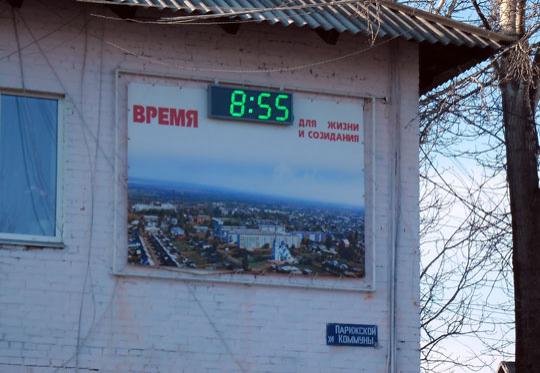 ВРЕМЯ
8:55
ДЛЯ ЖИЗНИ
И СОЗИДАНИЯ
ПАРИЖСКОЙ
КОММУНЫ